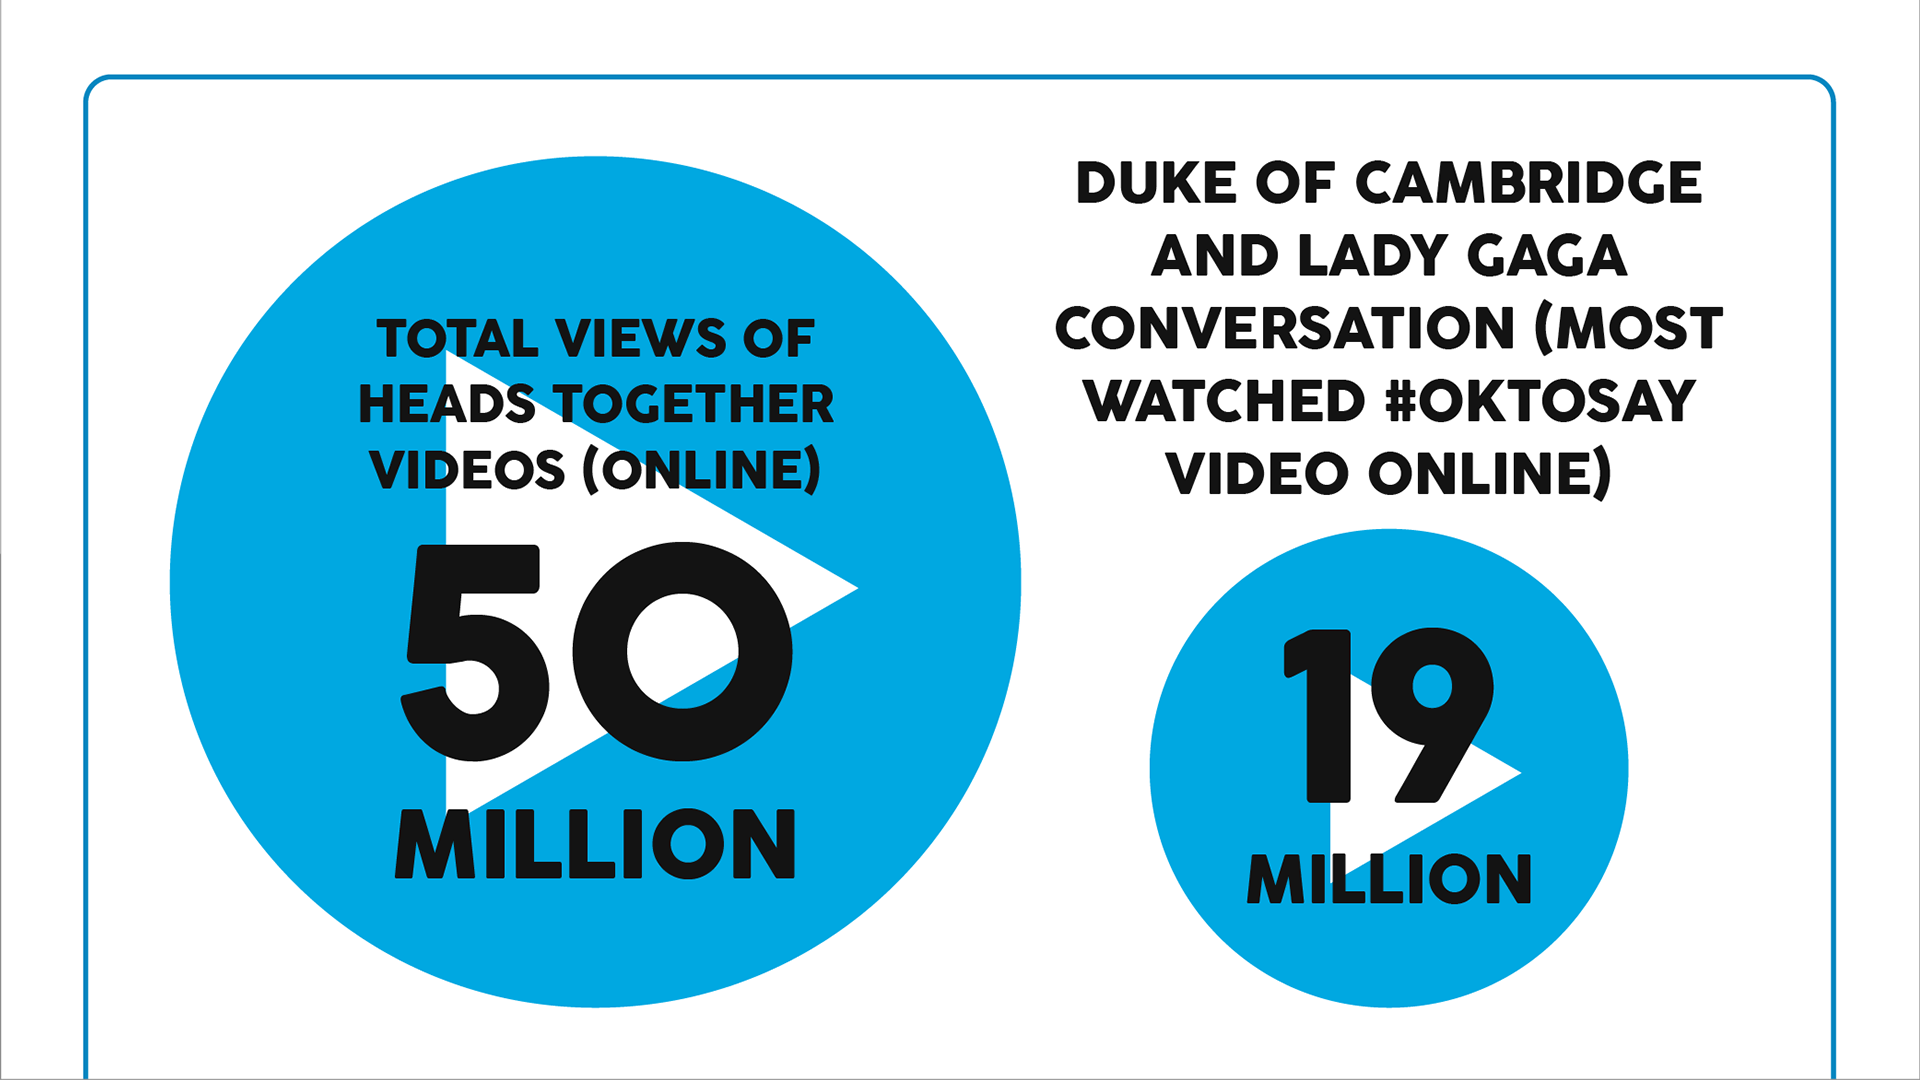 TOTAL VIEWS OF
HEADS TOGETHER
VIDEOS (ONLINE)
50
MILLION
DUKE OF CAMBRIDGE
AND LADY GAGA
CONVERSATION (MOST
WATCHED #OKTOSAY
VIDEO ONLINE)
19
MILLION